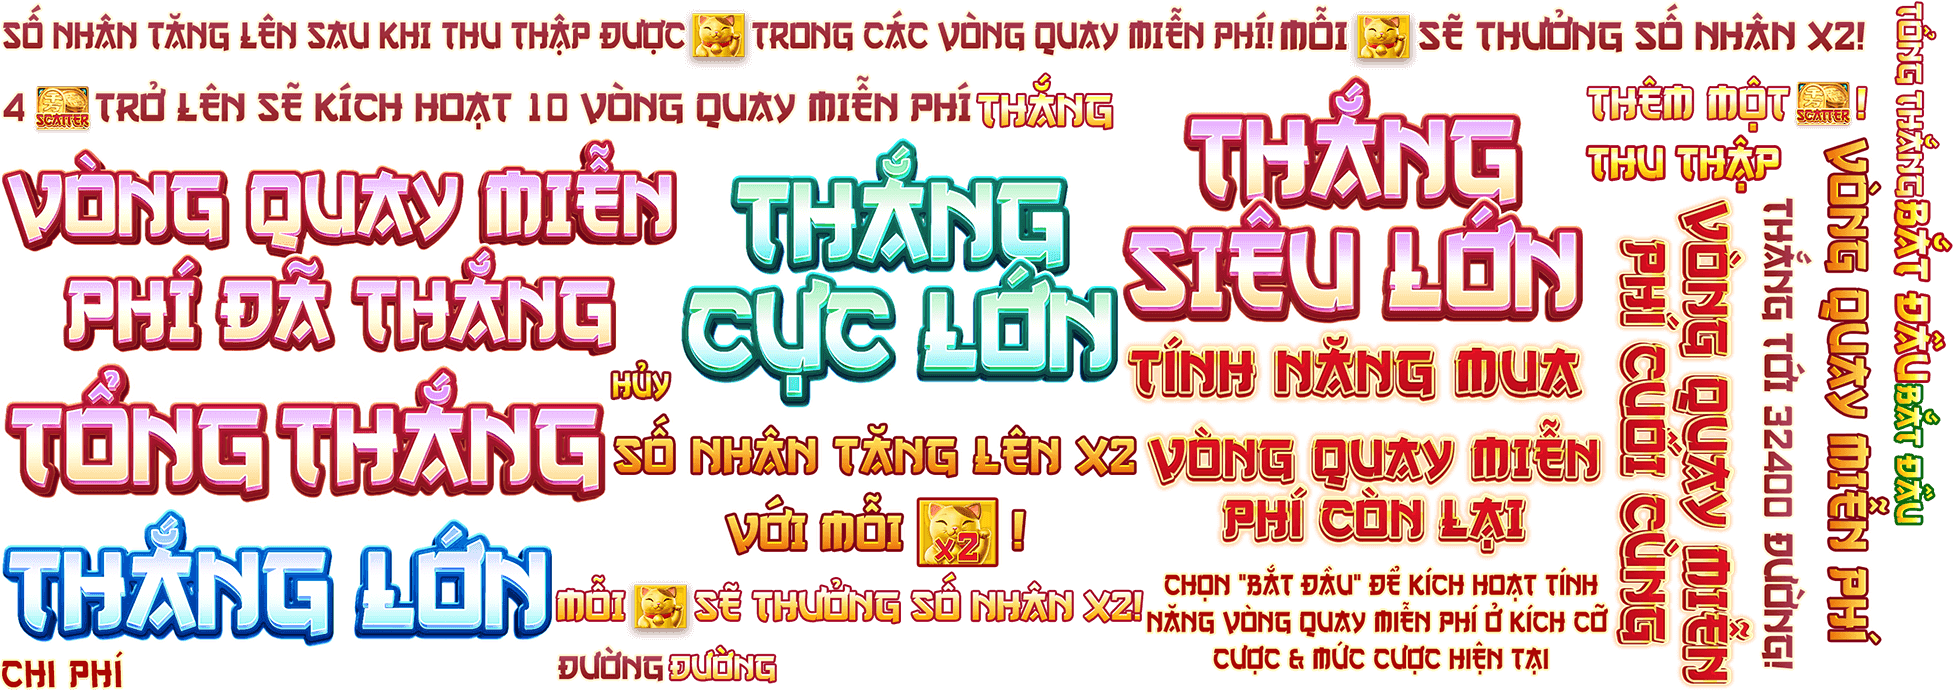 SỐ NHÂN TĂNG LÊN SAU KHI THU THẬP ĐƯỢC TRONG CÁC VÒNG QUAY MIỄN PHÍ! MỖI SẼ THƯỞNG SỐ NHÂN X2!
4 SCATTER TRỞ LÊN SẼ KÍCH HOẠT 10 VÒNG QUAY MIỄN PHÍ
THẮNG
VÒNG QUAY MIỄN
PHÍ ĐÃ THẮNG
THẮNG
CỰC LỚN
THẮNG
SIÊU LỚN
THÊM MỘT SCATTER !
THU THẬP
TỔNG THẮNG
HỦY
TÍNH NĂNG MUA
SỐ NHÂN TĂNG LÊN X2
VỚI MỖI X2 !
VÒNG QUAY MIỄN
PHÍ CÒN LẠI
THẮNG LỚN
MỖI SẼ THƯỞNG SỐ NHÂN X2!
CHỌN "BẮT ĐẦU" ĐỂ KÍCH HOẠT TÍNH
NĂNG VÒNG QUAY MIỄN PHÍ Ở KÍCH CỠ
CƯỢC & MỨC CƯỢC HIỆN TẠI
CHI PHÍ
ĐƯỜNG
ĐƯỜNG
VÒNG QUAY MIỄN
PHÍ CUỐI CÙNG
THẮNG TỚI 32400 ĐƯỜNG!
VÒNG QUAY MIỄN PHÍ
TỔNG THẮNG
BẮT ĐẦU
BẮT ĐẦU